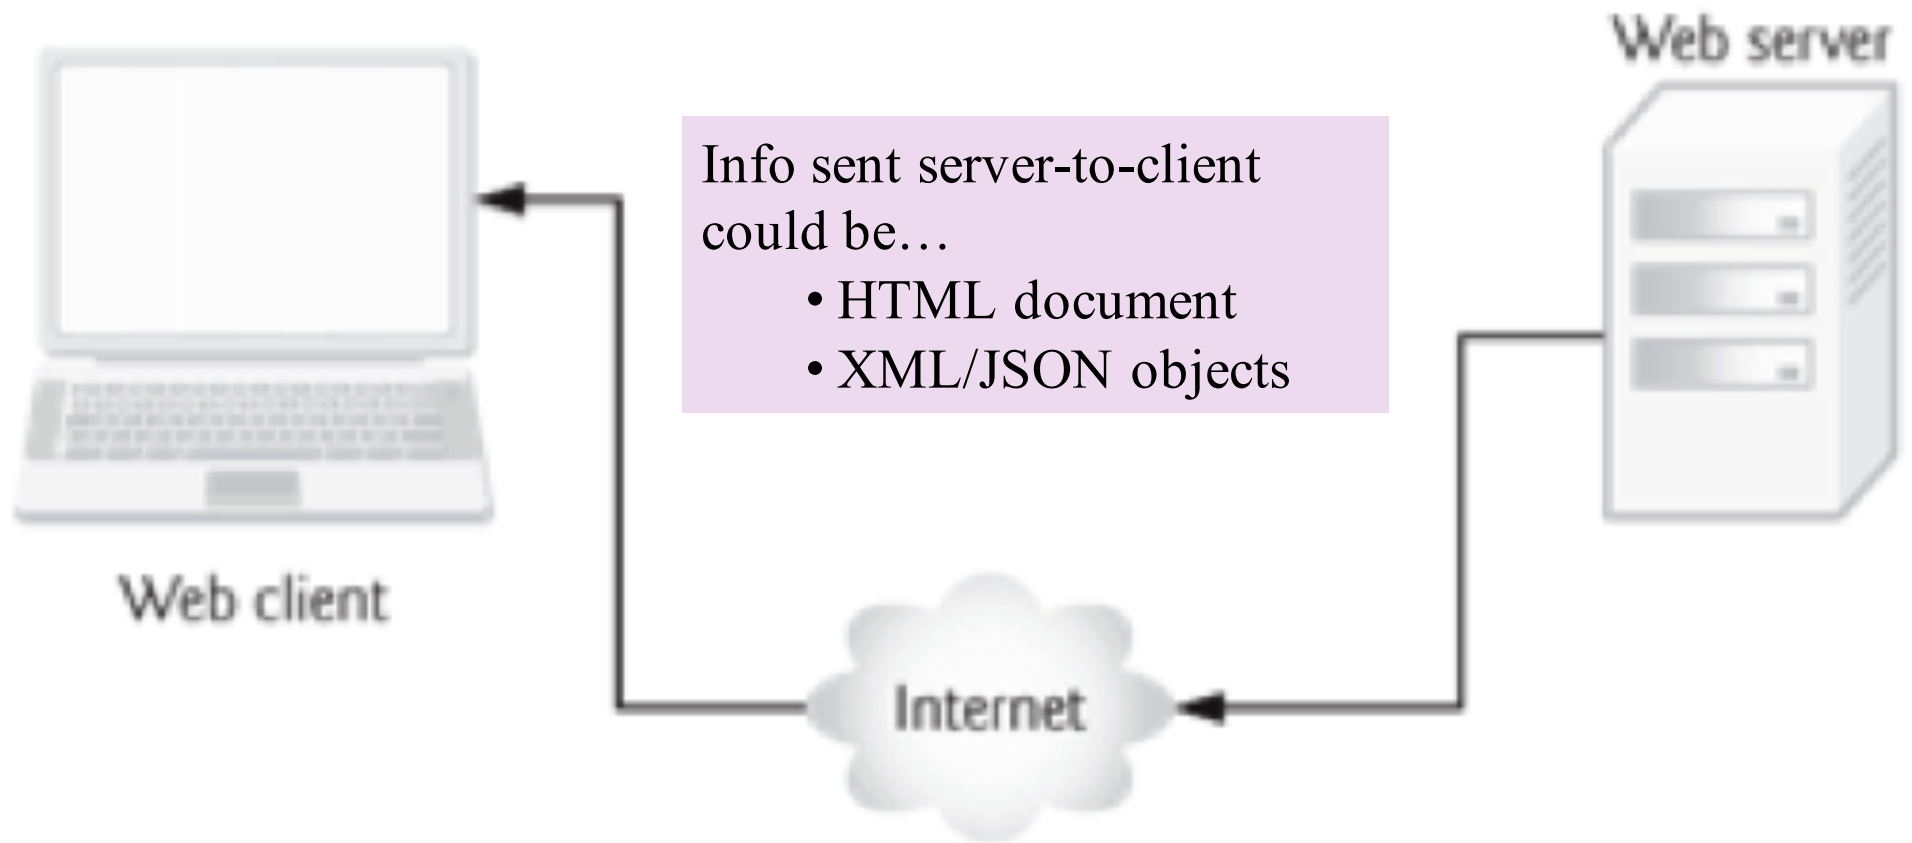 Web server
Info sent server-to-client
could be…
• HTML document
• XML/JSON objects
Web client
Internet